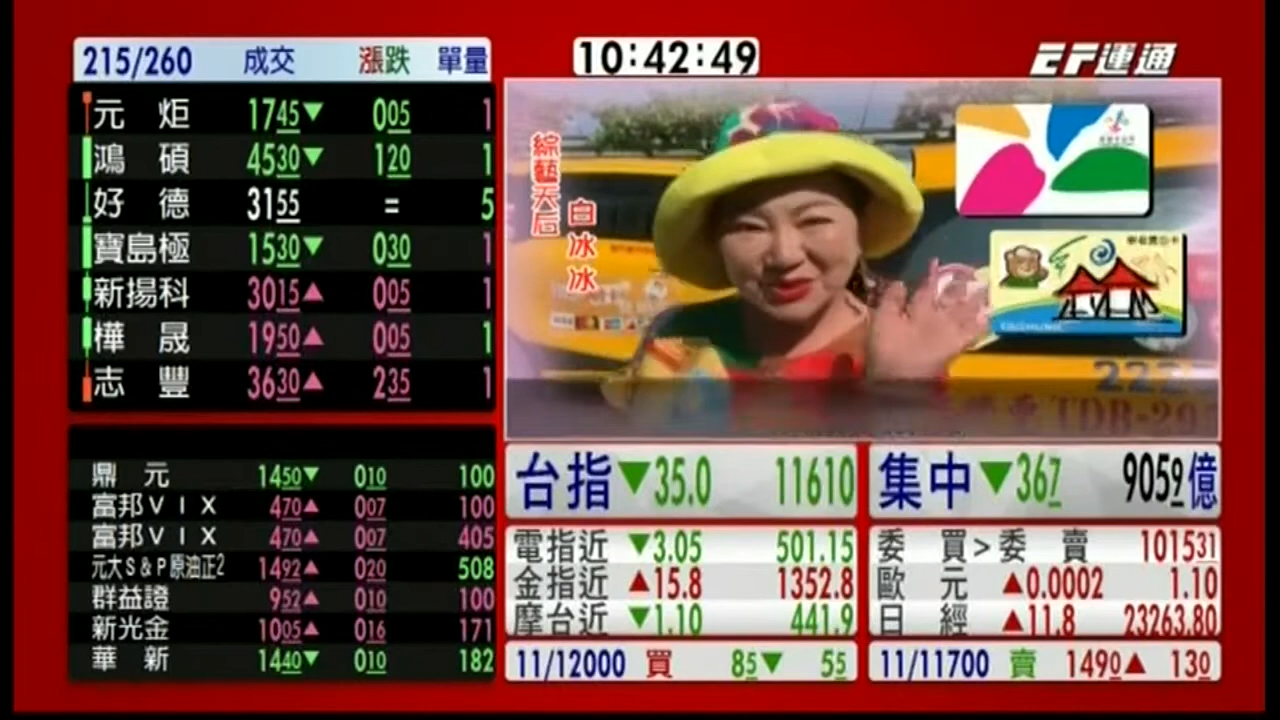 215/260 成交 漲跌 單量
元 炬 1745▼ 005 1
鴻 碩 4530▼ 120 1
好 德 3155 = 5
寶島極 1530▼ 030 1
新揚科 3015▲ 005 1
樺 晟 1950▲ 005 1
志 豐 3630▲ 235 1
鼎 元 1450▼ 010 100
富邦VIX 470▲ 007 100
富邦VIX 470▲ 007 405
元大S&P原油正2 1492▲ 020 508
群益證 952▲ 010 100
新光金 1005▲ 016 171
華 新 1440▼ 010 182
10:42:49
運通
綜藝天后
白冰冰
VISA
222
TDB-29
台指▼35.0 11610
集中▼367 9059億
電指近 ▼3.05 501.15
金指近 ▲15.8 1352.8
摩台近 ▼1.10 441.9
委 買>委 賣 101531
歐 元 ▲0.0002 1.10
日 經 ▲11.8 23263.80
11/12000 買 85▼ 55
11/11700 賣 1490▲ 130